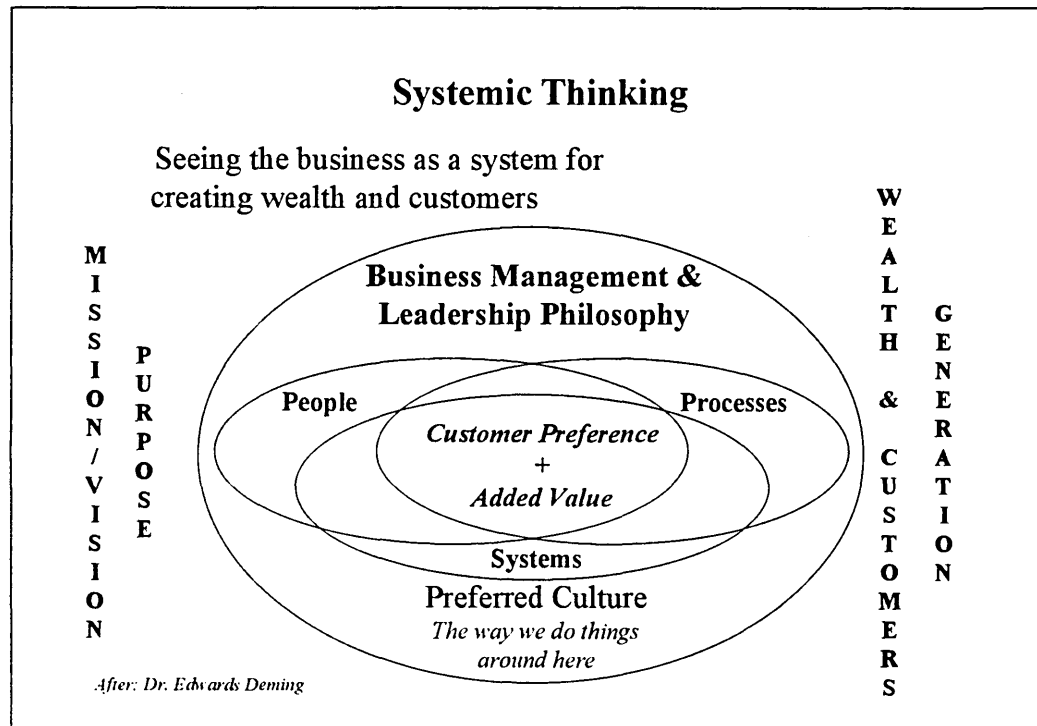 Systemic Thinking
Seeing the business as a system for
creating wealth and customers
MISSION/VISION
PURPOSE
Business Management &
Leadership Philosophy
People
Processes
Customer Preference
+
Added Value
Systems
Preferred Culture
The way we do things
around here
WEALTH & CUSTOMERS
GENERATION
After: Dr. Edwards Deming